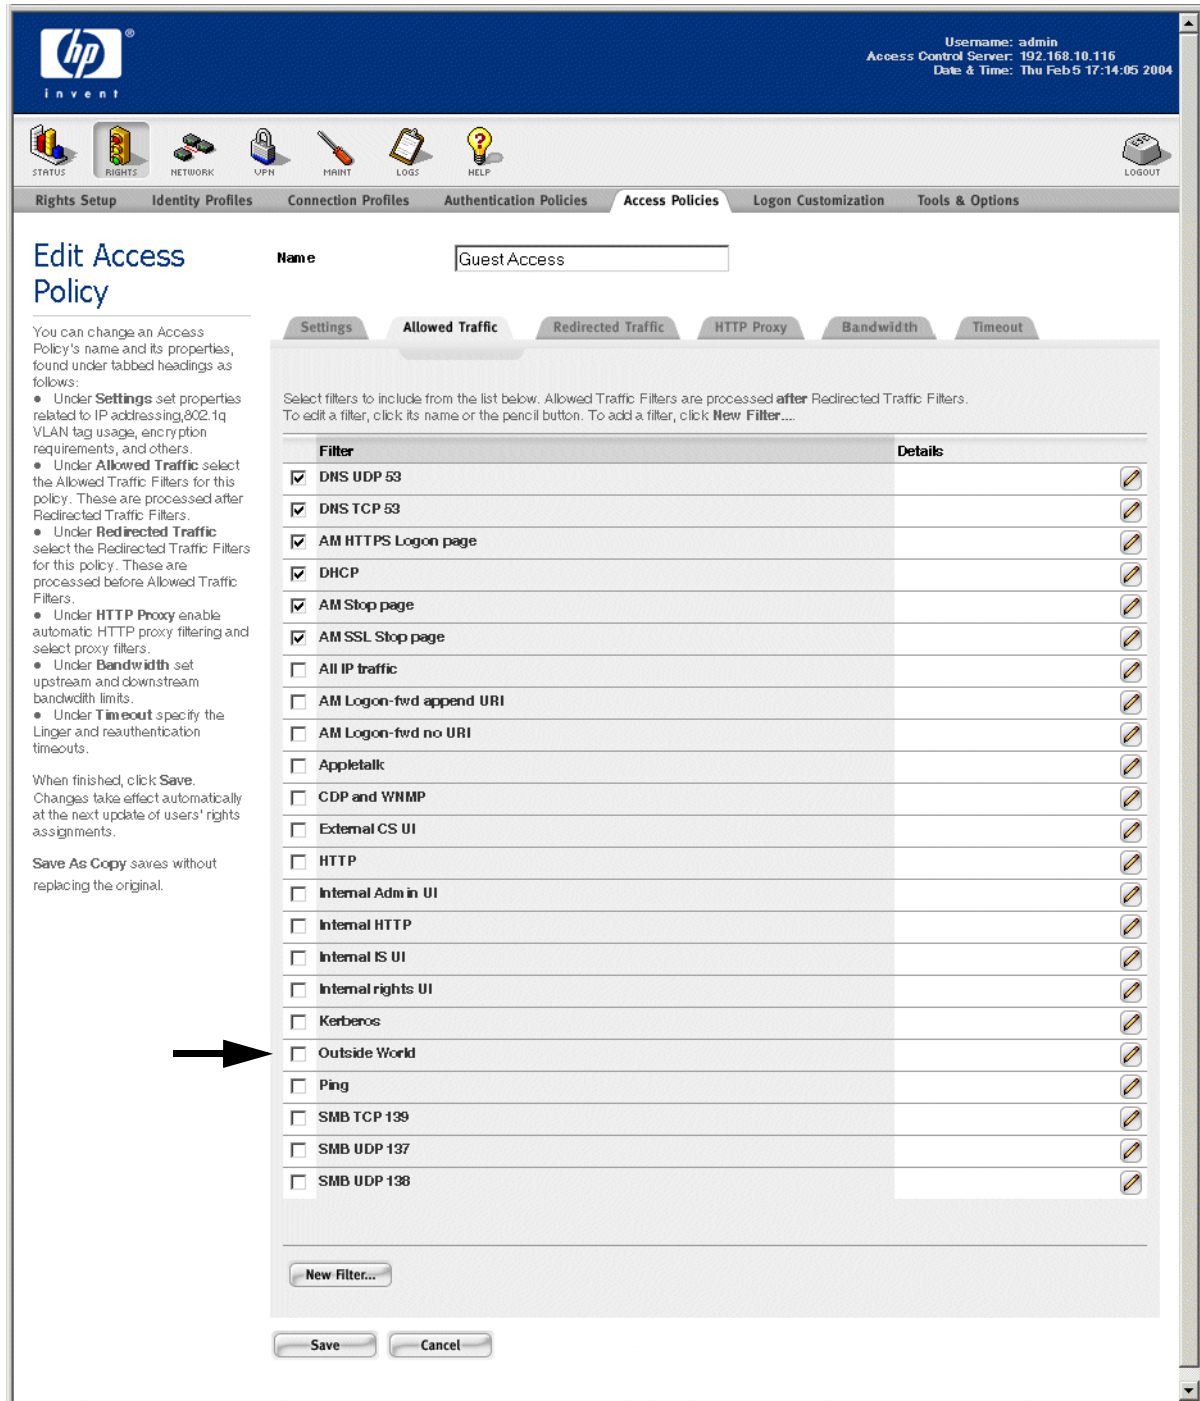 hp
®
invent
Username: admin
Access Control Server: 192.168.10.116
Date & Time: Thu Feb 5 17:14:05 2004
STATUS RIGHTS NETWORK VPN MAINT LOGS HELP LOGOUT
Rights Setup Identity Profiles Connection Profiles Authentication Policies Access Policies Logon Customization Tools & Options
Edit Access
Policy
You can change an Access
Policy's name and its properties,
found under tabbed headings as
follows:
● Under Settings set properties
related to IP addressing,802.1q
VLAN tag usage, encryption
requirements, and others.
● Under Allowed Traffic select
the Allowed Traffic Filters for this
policy. These are processed after
Redirected Traffic Filters.
● Under Redirected Traffic
select the Redirected Traffic Filters
for this policy. These are
processed before Allowed Traffic
Filters.
● Under HTTP Proxy enable
automatic HTTP proxy filtering and
select proxy filters.
● Under Bandwidth set
upstream and downstream
bandwdith limits.
● Under Timeout specify the
Linger and reauthentication
timeouts.
When finished, click Save.
Changes take effect automatically
at the next update of users' rights
assignments.
Save As Copy saves without
replacing the original.
Name Guest Access
Settings Allowed Traffic Redirected Traffic HTTP Proxy Bandwidth Timeout
Select filters to include from the list below. Allowed Traffic Filters are processed after Redirected Traffic Filters.
To edit a filter, click its name or the pencil button. To add a filter, click New Filter....
Filter Details
DNS UDP 53
DNS TCP 53
AM HTTPS Logon page
DHCP
AM Stop page
AM SSL Stop page
All IP traffic
AM Logon-fwd append URI
AM Logon-fwd no URI
Appletalk
CDP and WNMP
External CS UI
HTTP
Internal Admin UI
Internal HTTP
Internal IS UI
Internal rights UI
Kerberos
Outside World
Ping
SMB TCP 139
SMB UDP 137
SMB UDP 138
New Filter...
Save Cancel